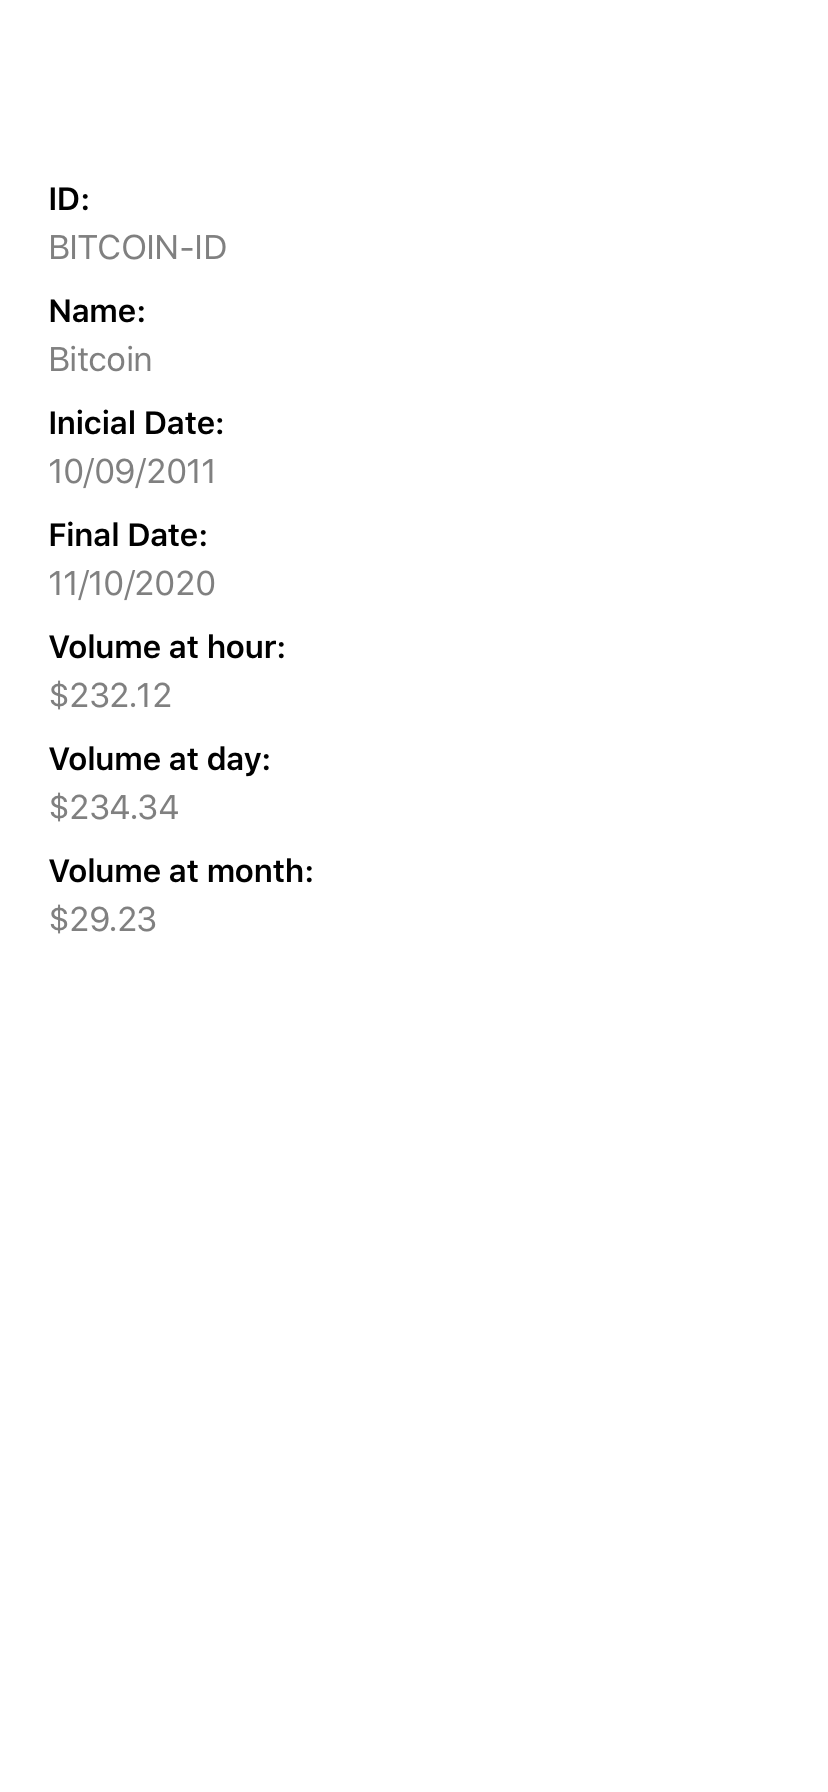 ID:
BITCOIN-ID
Name:
Bitcoin
Inicial Date:
10/09/2011
Final Date:
11/10/2020
Volume at hour:
$232.12
Volume at day:
$234.34
Volume at month:
$29.23